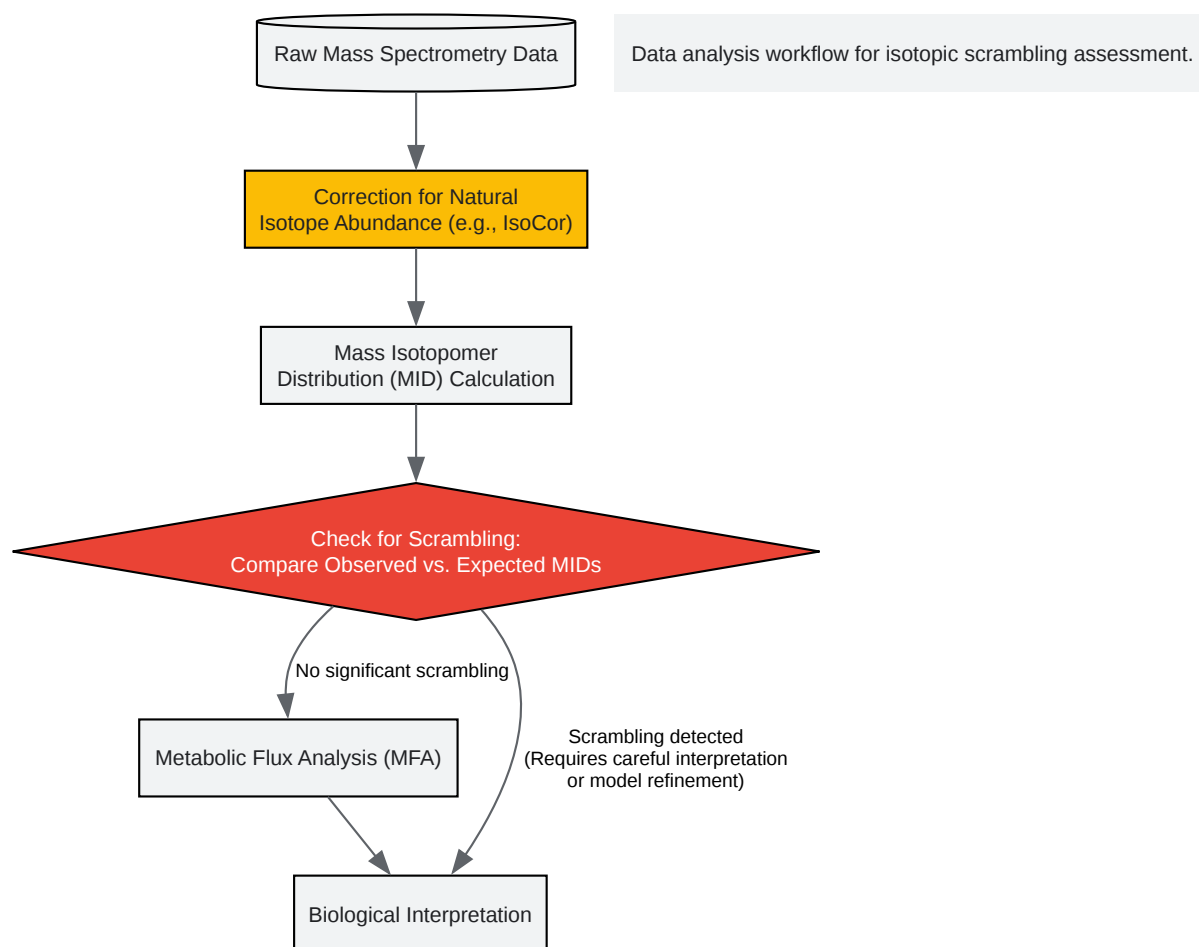 Raw Mass Spectrometry Data
Data analysis workflow for isotopic scrambling assessment.
Correction for Natural
Isotope Abundance (e.g., IsoCor)
Mass Isotopomer
Distribution (MID) Calculation
Check for Scrambling:
Compare Observed vs. Expected MIDs
No significant scrambling
Scrambling detected
(Requires careful interpretation
or model refinement)
Metabolic Flux Analysis (MFA)
Biological Interpretation